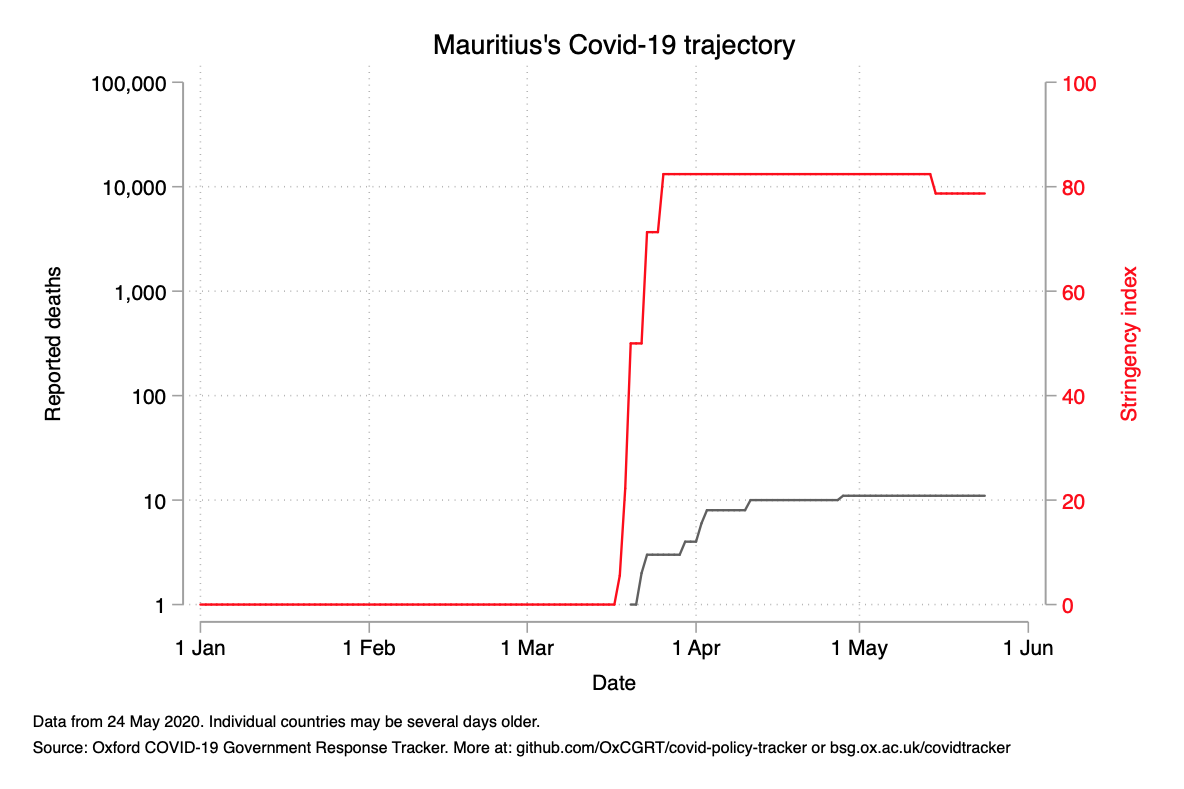 Mauritius's Covid-19 trajectory
100,000
10,000
1,000
100
10
1
Reported deaths
100
80
60
40
20
0
Stringency index
1 Jan
1 Feb
1 Mar
1 Apr
1 May
1 Jun
Date
Data from 24 May 2020. Individual countries may be several days older.
Source: Oxford COVID-19 Government Response Tracker. More at: github.com/OxCGRT/covid-policy-tracker or bsg.ox.ac.uk/covidtracker